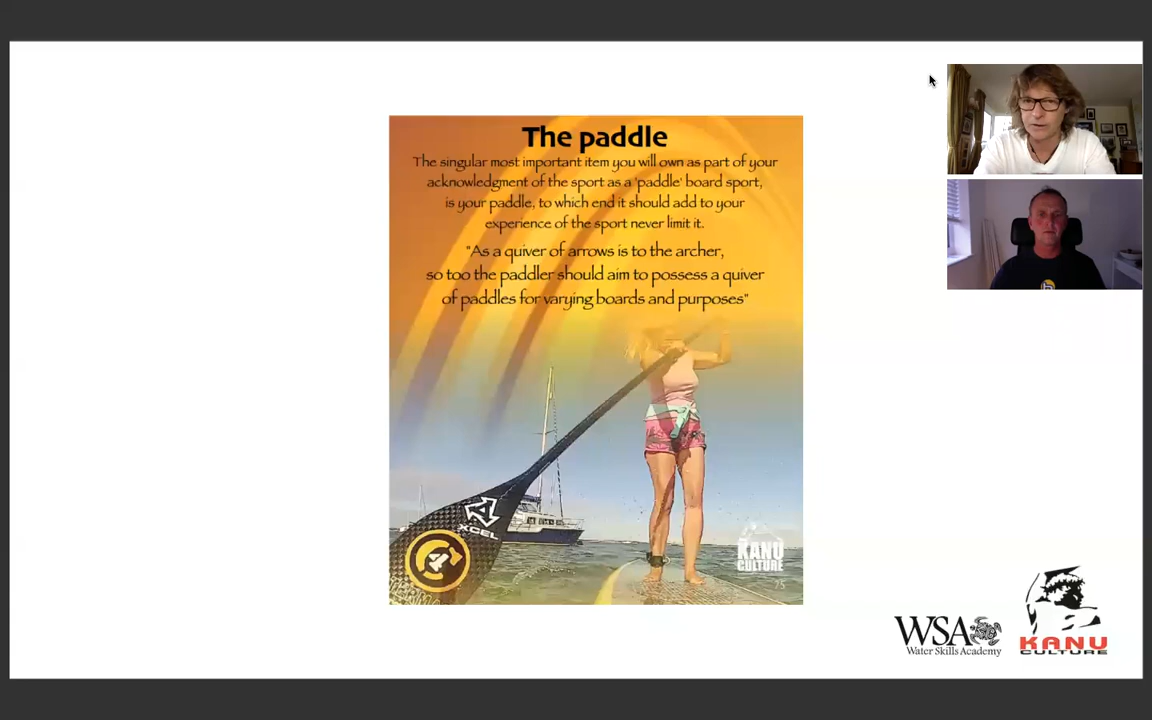 The paddle
The singular most important item you will own as part of your
acknowledgment of the sport as a 'paddle' board sport,
is your paddle, to which end it should add to your
experience of the sport never limit it.
"As a quiver of arrows is to the archer,
so too the paddler should aim to possess a quiver
of paddles for varying boards and purposes"
XCEL
4
KANU
CULTURE
75
WSA
Water Skills Academy
KANU
CULTURE